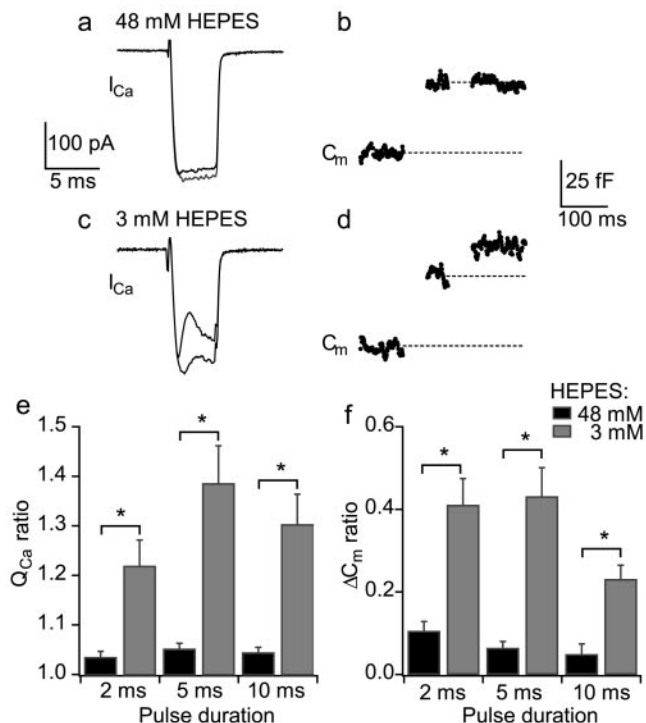 a 48 mM HEPES
b
I_Ca
100 pA
5 ms
C_m
25 fF
100 ms
c 3 mM HEPES
d
I_Ca
C_m
e
f
HEPES:
48 mM
3 mM
Q_Ca ratio
1.5
1.4
1.3
1.2
1.1
1.0
*
*
*
2 ms 5 ms 10 ms
Pulse duration
ΔC_m ratio
0.6
0.4
0.2
0.0
*
*
*
2 ms 5 ms 10 ms
Pulse duration